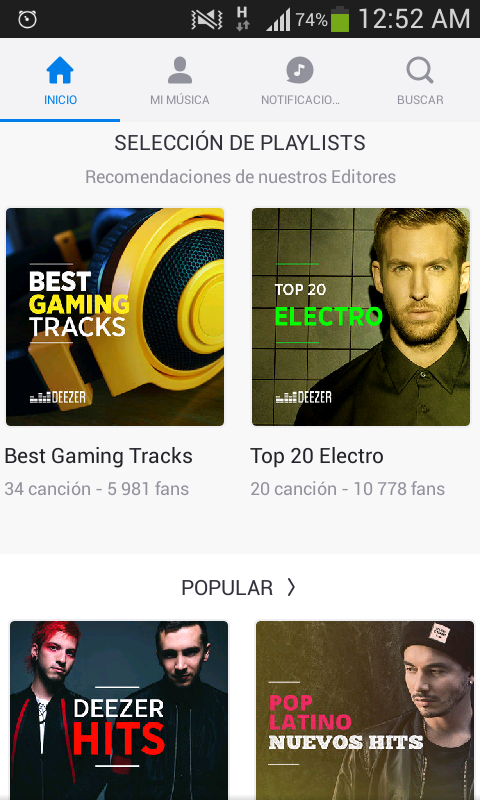 H
74%
12:52 AM
INICIO
MI MÚSICA
NOTIFICACIO...
BUSCAR
SELECCIÓN DE PLAYLISTS
Recomendaciones de nuestros Editores
BEST
GAMING
TRACKS
DEEZER
TOP 20
ELECTRO
DEEZER
Best Gaming Tracks
34 canción - 5 981 fans
Top 20 Electro
20 canción - 10 778 fans
POPULAR
DEEZER
HITS
POP
LATINO
NUEVOS HITS